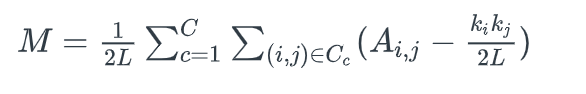 M = \frac{1}{2L} \sum_{c=1}^{C} \sum_{(i,j) \in C_c} (A_{i,j} - \frac{k_i k_j}{2L})